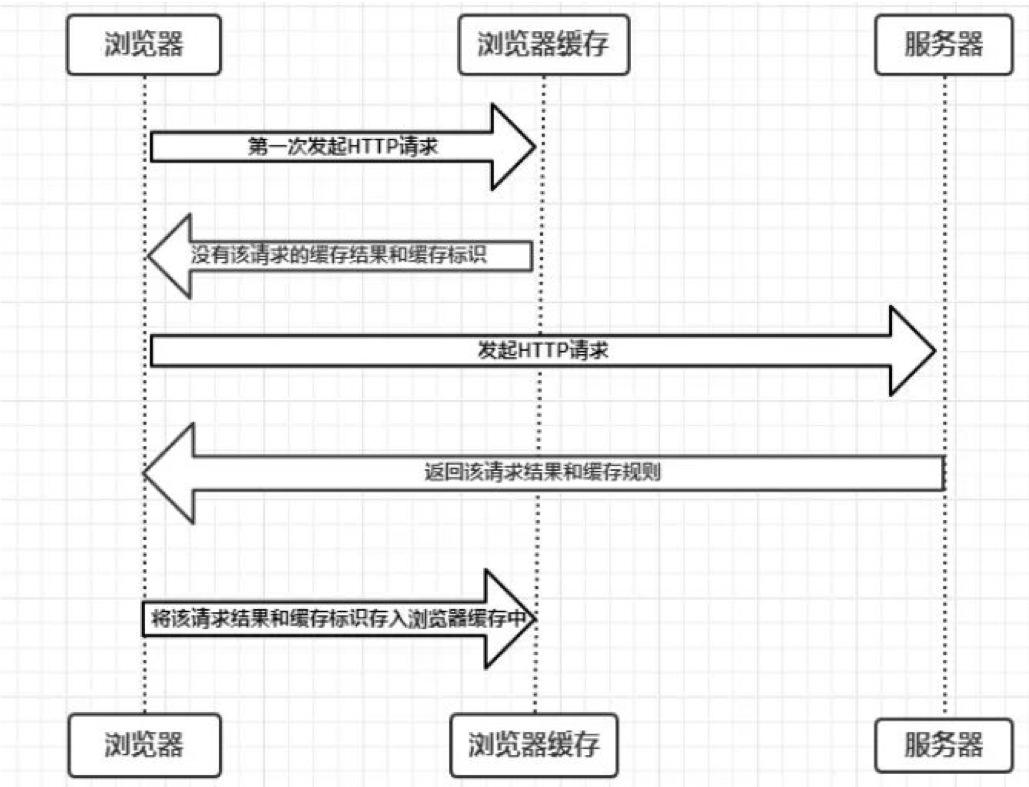 浏览器
浏览器缓存
服务器
第一次发起HTTP请求
没有该请求的缓存结果和缓存标识
发起HTTP请求
返回该请求结果和缓存规则
将该请求结果和缓存标识存入浏览器缓存中
浏览器
浏览器缓存
服务器